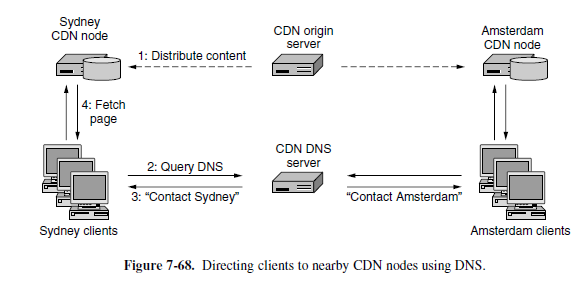 Sydney
CDN node
CDN origin
server
Amsterdam
CDN node
1: Distribute content
4: Fetch
page
CDN DNS
server
2: Query DNS
3: “Contact Sydney”
“Contact Amsterdam”
Sydney clients
Amsterdam clients
Figure 7-68. Directing clients to nearby CDN nodes using DNS.